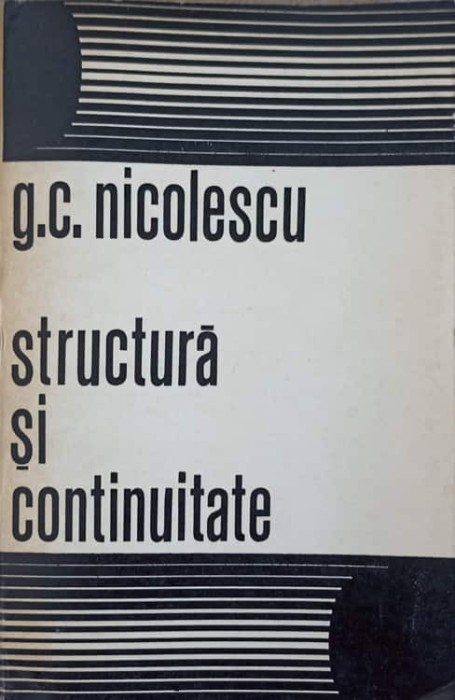 g.c. nicolescu
structură
și
continuitate